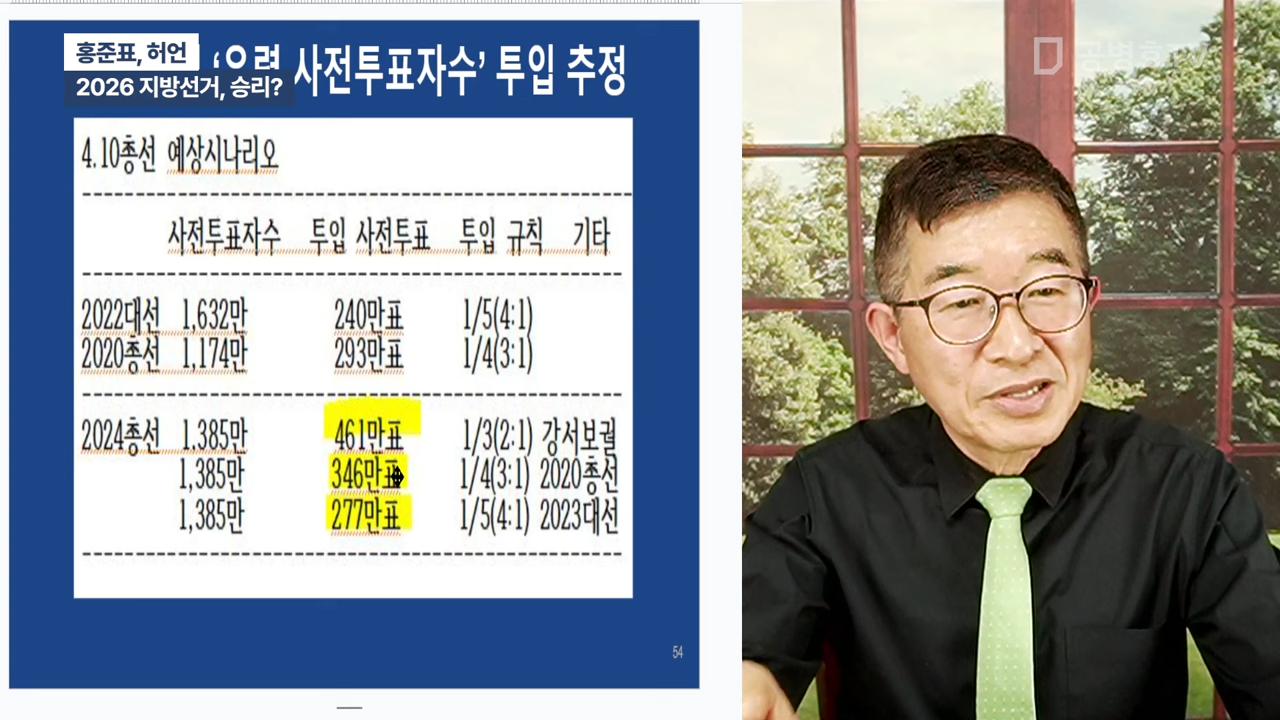 홍준표, 허언
2026 지방선거, 승리?
‘유령 사전투표자수’ 투입 추정
4.10총선 예상시나리오
사전투표자수 투입 사전투표 투입 규칙 기타
2022대선 1,632만 240만표 1/5(4:1)
2020총선 1,174만 293만표 1/4(3:1)
2024총선 1,385만 461만표 1/3(2:1) 강서보궐
1,385만 346만표 1/4(3:1) 2020총선
1,385만 277만표 1/5(4:1) 2023대선
54
공병호TV